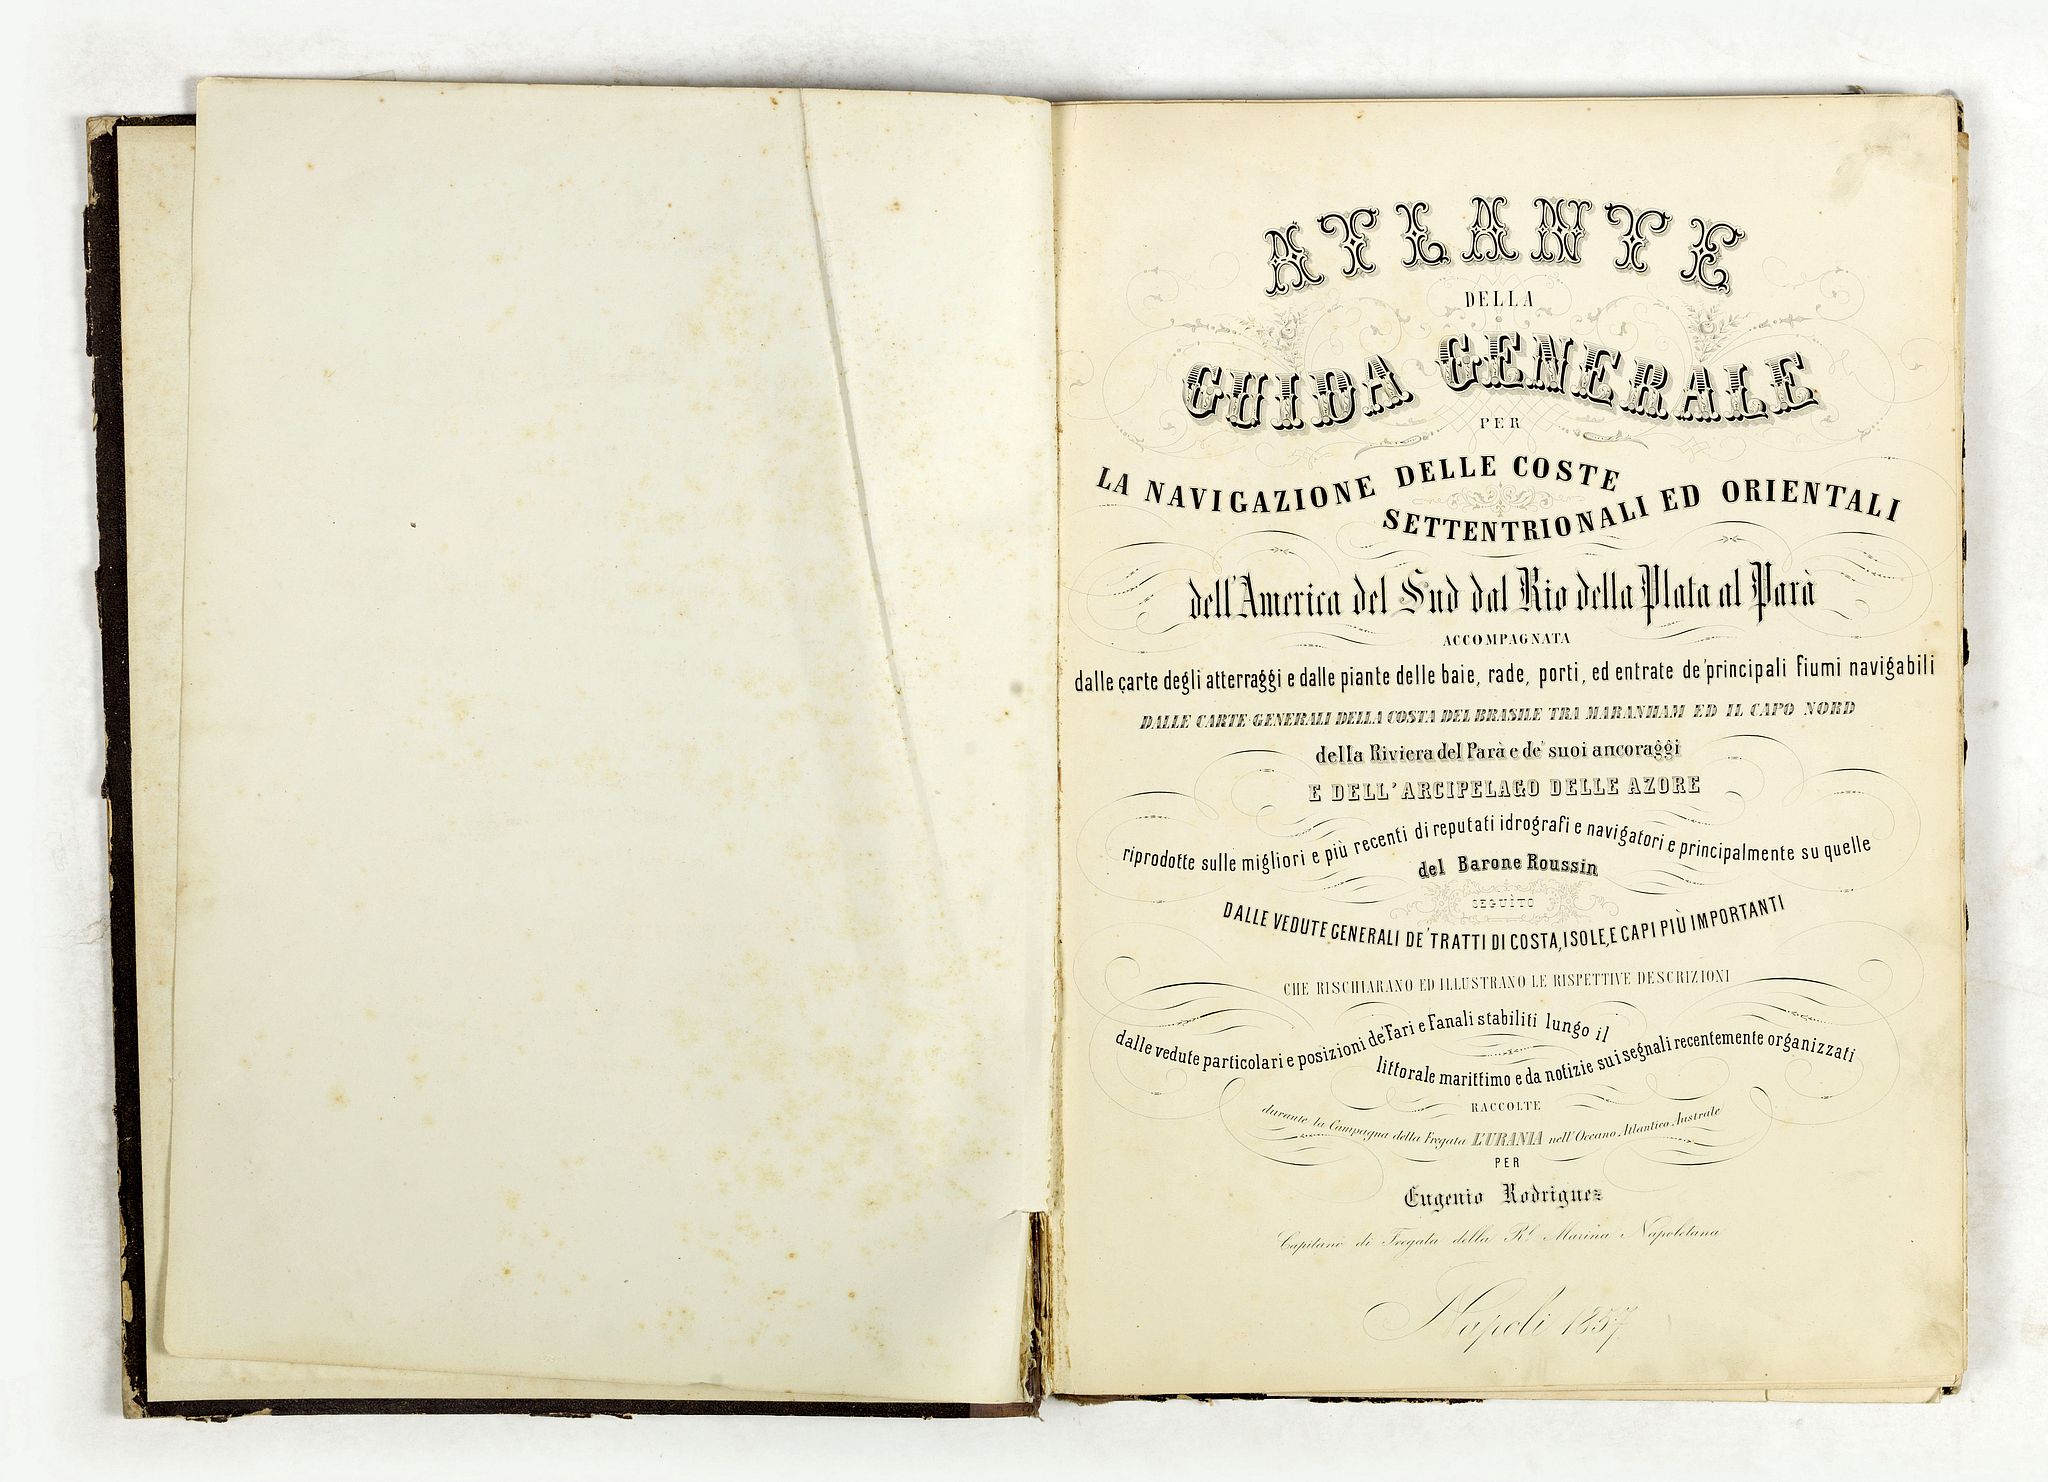 ATLANTE
DELLA
GUIDA GENERALE
PER
LA NAVIGAZIONE DELLE COSTE
SETTENTRIONALI ED ORIENTALI
dell'America del Sud dal Rio della Plata al Parà
ACCOMPAGNATA
dalle carte degli atterraggi e dalle piante delle baie, rade, porti, ed entrate de' principali fiumi navigabili
DALLE CARTE GENERALI DELLA COSTA DEL BRASILE TRA MARANHAM ED IL CAPO NORD
della Riviera del Parà e de' suoi ancoraggi
E DELL'ARCIPELAGO DELLE AZORE
riprodotte sulle migliori e più recenti di reputati idrografi e navigatori e principalmente su quelle
del Barone Roussin
SEGUÌTO
DALLE VEDUTE GENERALI DE' TRATTI DI COSTA, ISOLE, E CAPI PIÙ IMPORTANTI
CHE RISCHIARANO ED ILLUSTRANO LE RISPETTIVE DESCRIZIONI
dalle vedute particolari e posizioni de' Fari e Fanali stabiliti lungo il
littorale marittimo e da notizie sui segnali recentemente organizzati
RACCOLTE
durante la Campagna della Fregata L'URANIA nell'Oceano Atlantico Australe
PER
Eugenio Rodriguez
Capitano di Fregata della Rl. Marina Napoletana
Napoli 1857